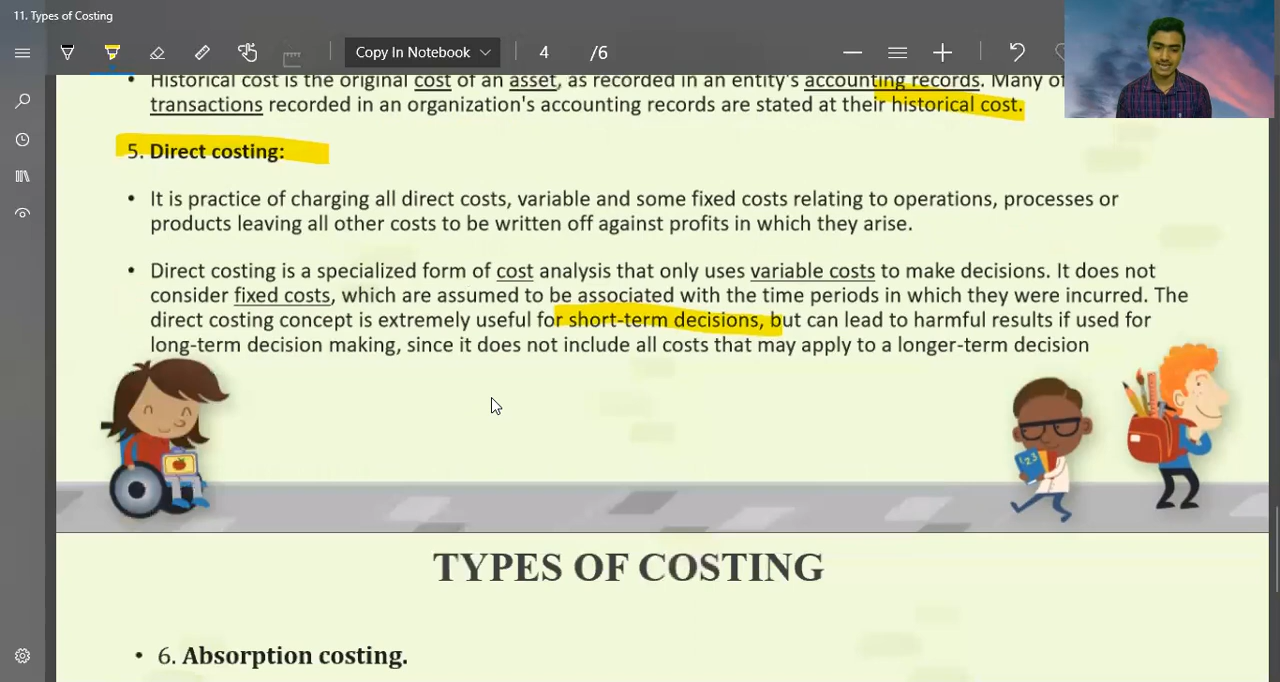 11. Types of Costing
Copy In Notebook
4
/6
• Historical cost is the original cost of an asset, as recorded in an entity's accounting records. Many of
transactions recorded in an organization's accounting records are stated at their historical cost.
5. Direct costing:
• It is practice of charging all direct costs, variable and some fixed costs relating to operations, processes or
products leaving all other costs to be written off against profits in which they arise.
• Direct costing is a specialized form of cost analysis that only uses variable costs to make decisions. It does not
consider fixed costs, which are assumed to be associated with the time periods in which they were incurred. The
direct costing concept is extremely useful for short-term decisions, but can lead to harmful results if used for
long-term decision making, since it does not include all costs that may apply to a longer-term decision
123
TYPES OF COSTING
• 6. Absorption costing.